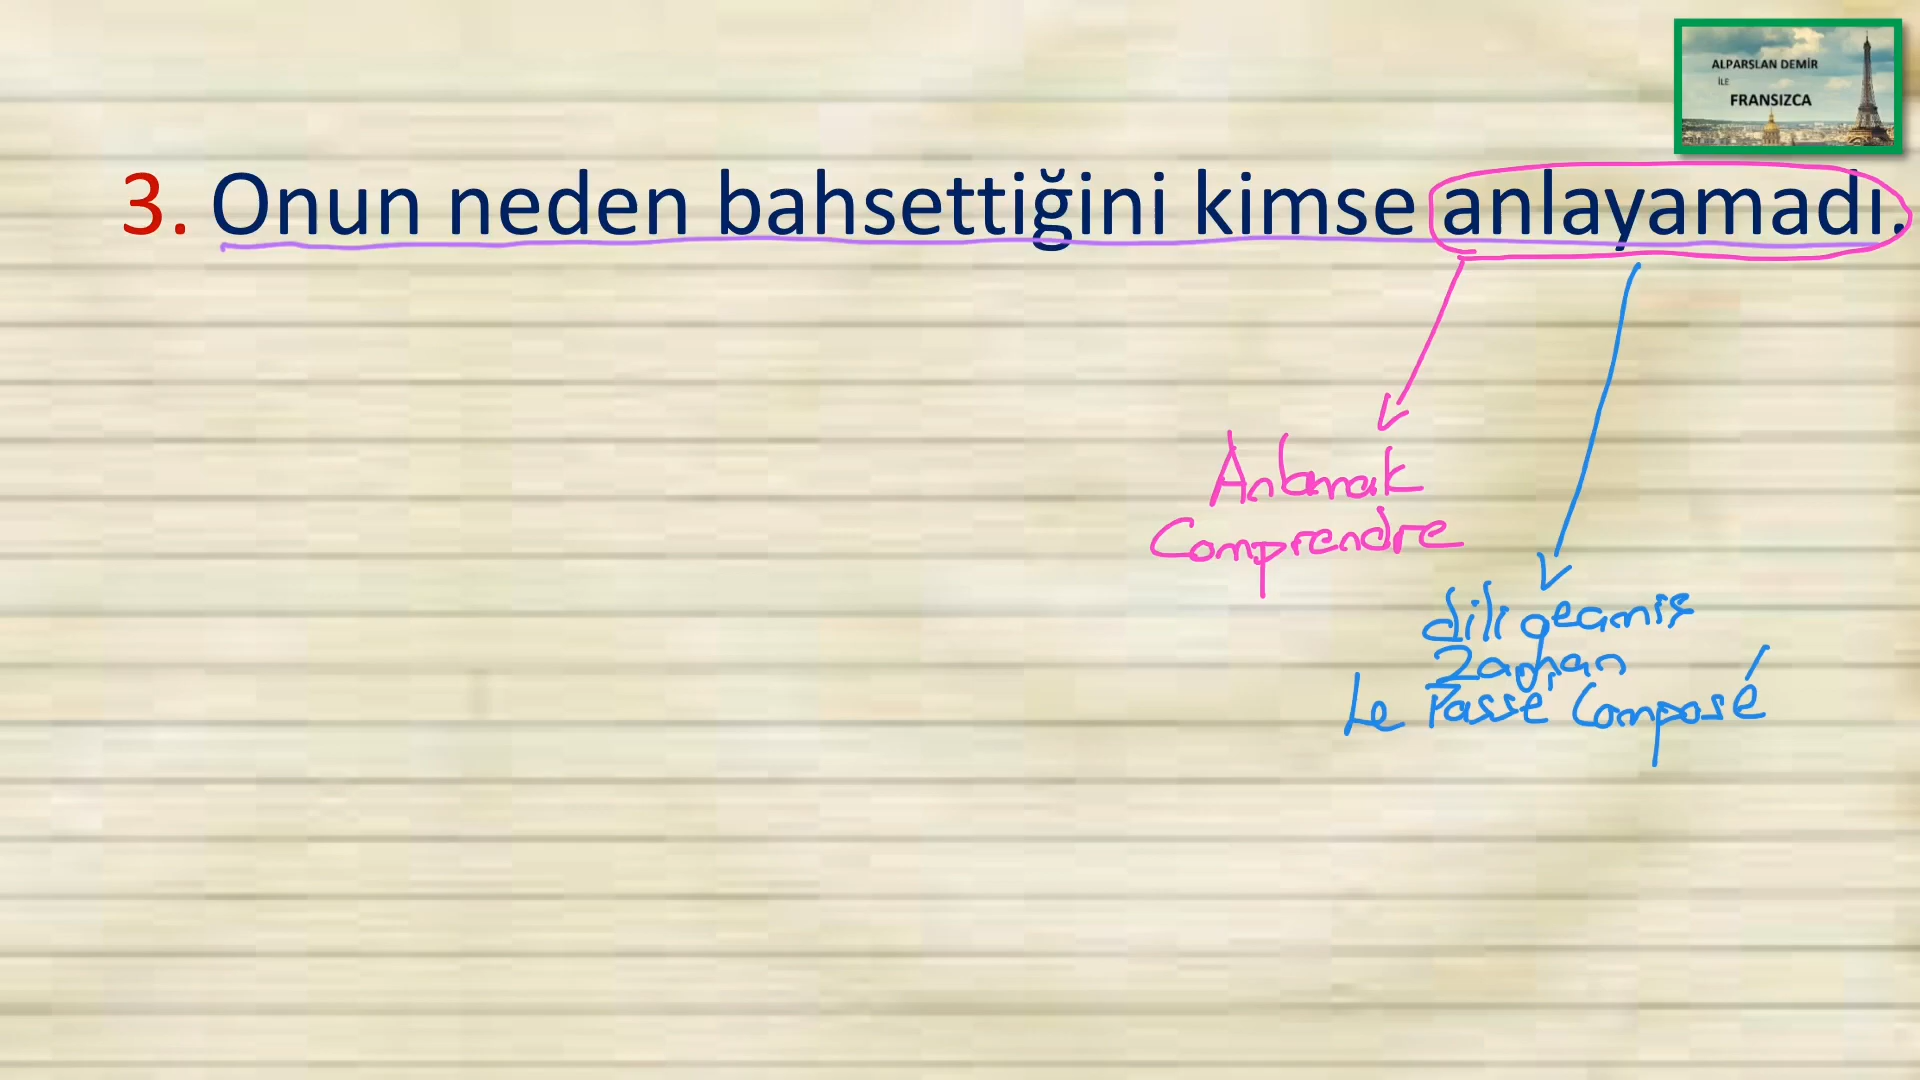 ALPARSLAN DEMİR
İLE
FRANSIZCA
3. Onun neden bahsettiğini kimse anlayamadı.
Anlamak
Comprendre
dili geçmiş
Zaman
Le Passé Composé